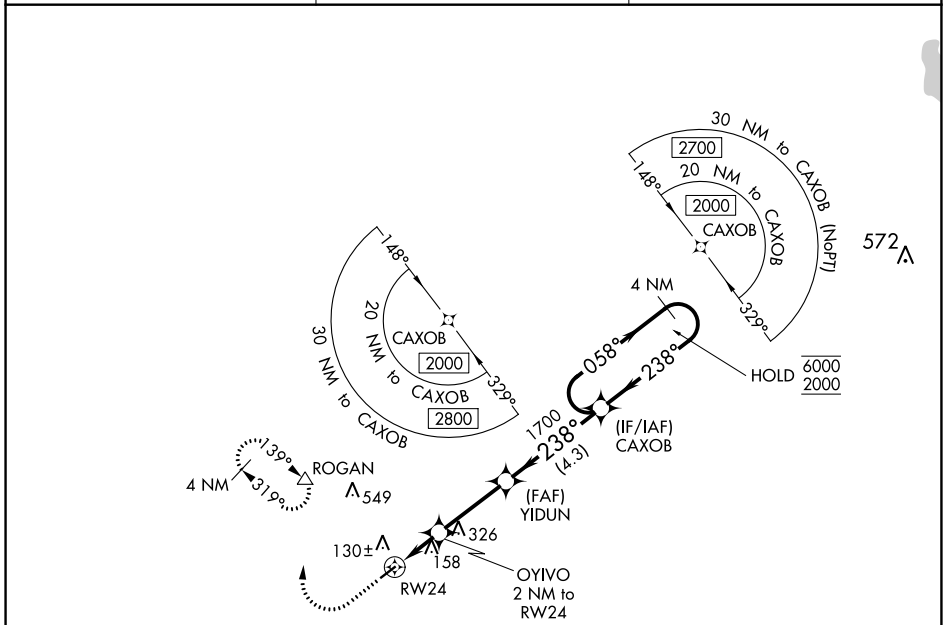 30 NM to CAXOB (NoPT)
2700
148°
20 NM to CAXOB
2000
CAXOB
329°
572
148°
20 NM to CAXOB
30 NM to CAXOB
CAXOB
2000
329°
2800
4 NM
058°
238°
HOLD 6000
2000
(IF/IAF)
CAXOB
1700
238°
(4.3)
(FAF)
YIDUN
139°
ROGAN
4 NM
319°
549
326
130±
158
RW24
OYIVO
2 NM to
RW24